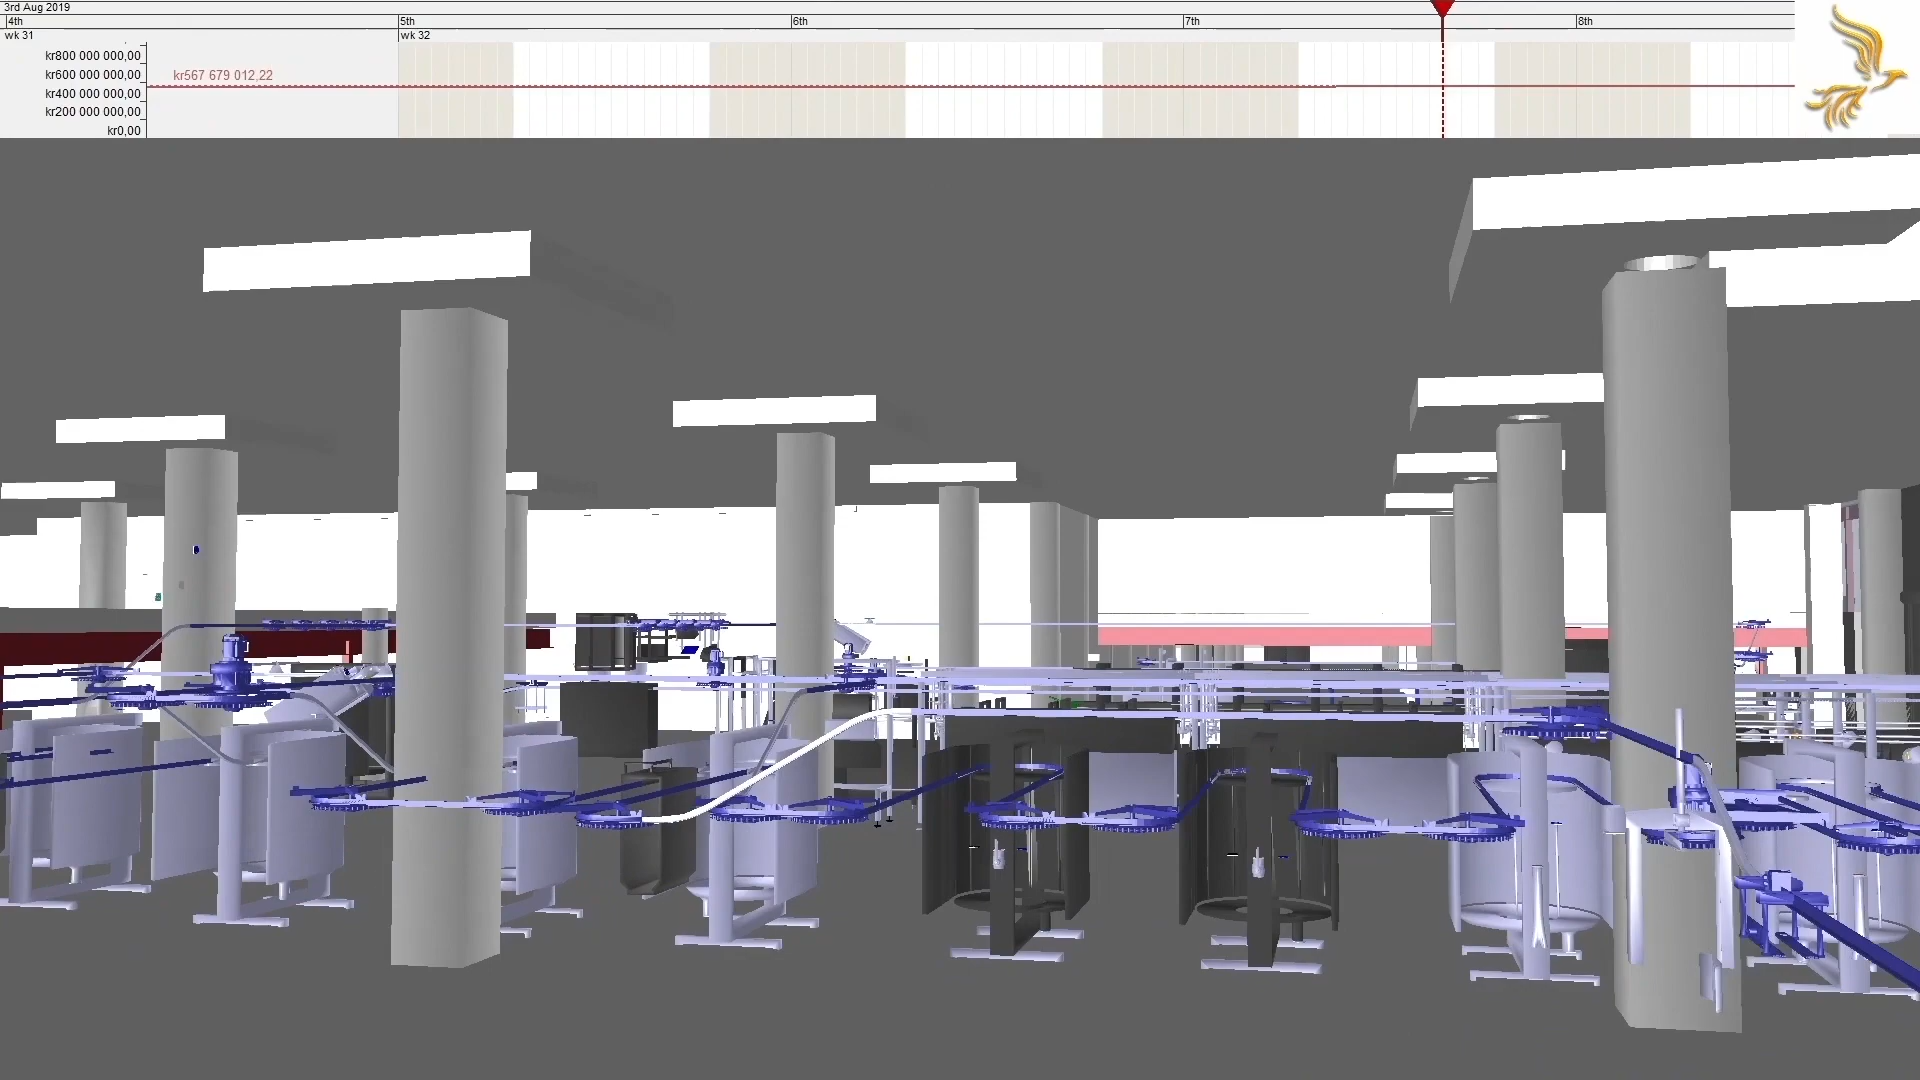 3rd Aug 2019
4th 5th 6th 7th 8th
wk 31 wk 32
kr800 000 000,00
kr600 000 000,00
kr567 679 012,22
kr400 000 000,00
kr200 000 000,00
kr0,00